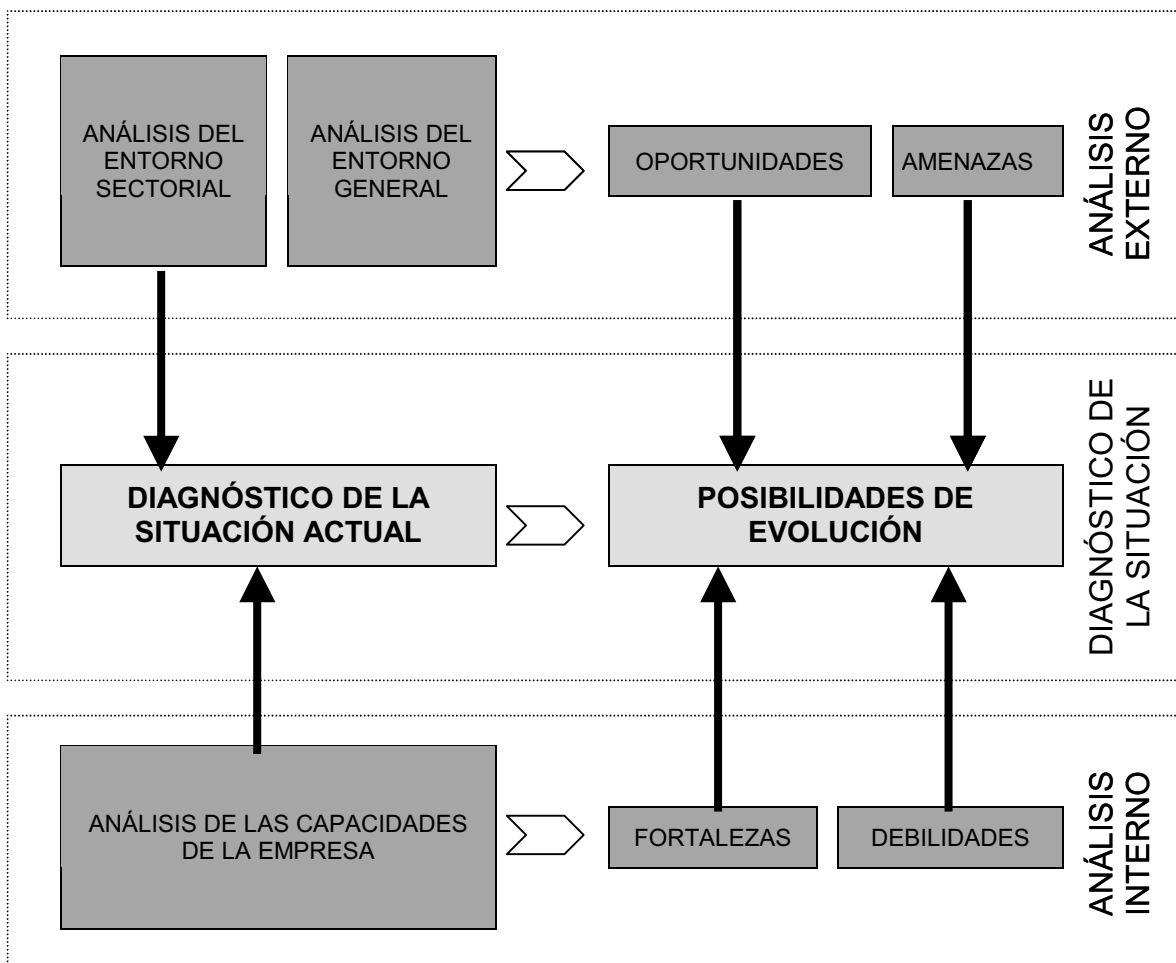 ANÁLISIS DEL
ENTORNO
SECTORIAL
ANÁLISIS DEL
ENTORNO
GENERAL
OPORTUNIDADES
AMENAZAS
ANÁLISIS
EXTERNO
DIAGNÓSTICO DE LA
SITUACIÓN ACTUAL
POSIBILIDADES DE
EVOLUCIÓN
DIAGNÓSTICO DE
LA SITUACIÓN
ANÁLISIS DE LAS CAPACIDADES
DE LA EMPRESA
FORTALEZAS
DEBILIDADES
ANÁLISIS
INTERNO